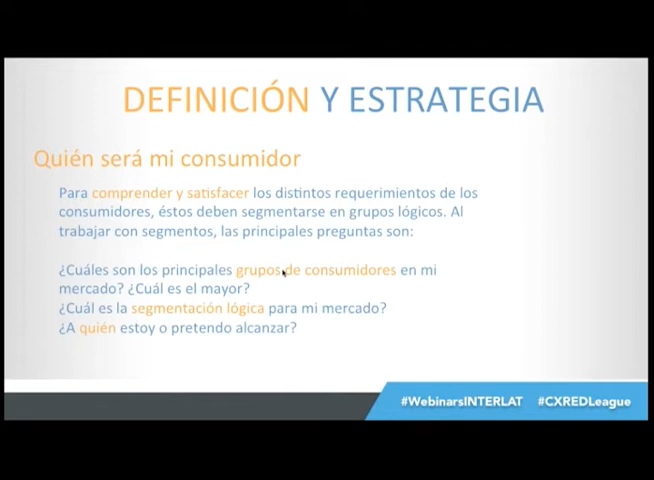 DEFINICIÓN Y ESTRATEGIA
Quién será mi consumidor
Para comprender y satisfacer los distintos requerimientos de los
consumidores, éstos deben segmentarse en grupos lógicos. Al
trabajar con segmentos, las principales preguntas son:
¿Cuáles son los principales grupos de consumidores en mi
mercado? ¿Cuál es el mayor?
¿Cuál es la segmentación lógica para mi mercado?
¿A quién estoy o pretendo alcanzar?
#WebinarsINTERLAT #CXREDLeague